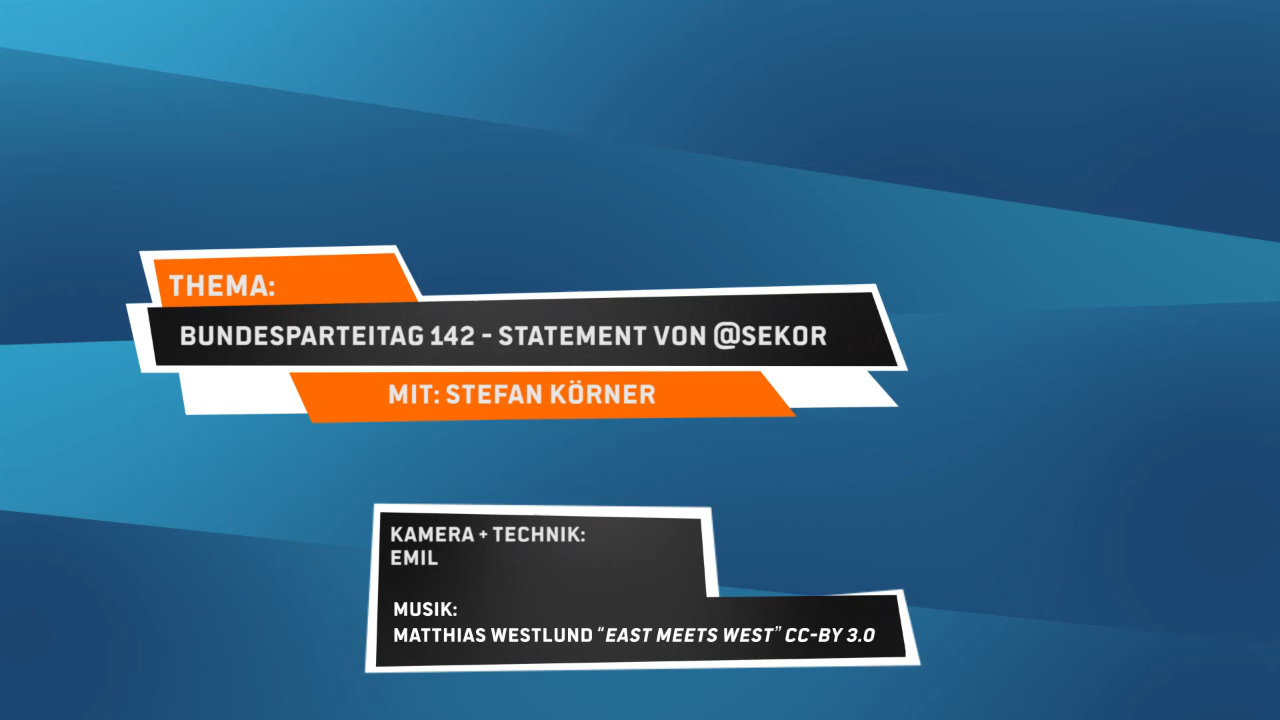 THEMA:
BUNDESPARTEITAG 142 - STATEMENT VON @SEKOR
MIT: STEFAN KÖRNER
KAMERA + TECHNIK:
EMIL
MUSIK:
MATTHIAS WESTLUND “EAST MEETS WEST” CC-BY 3.0